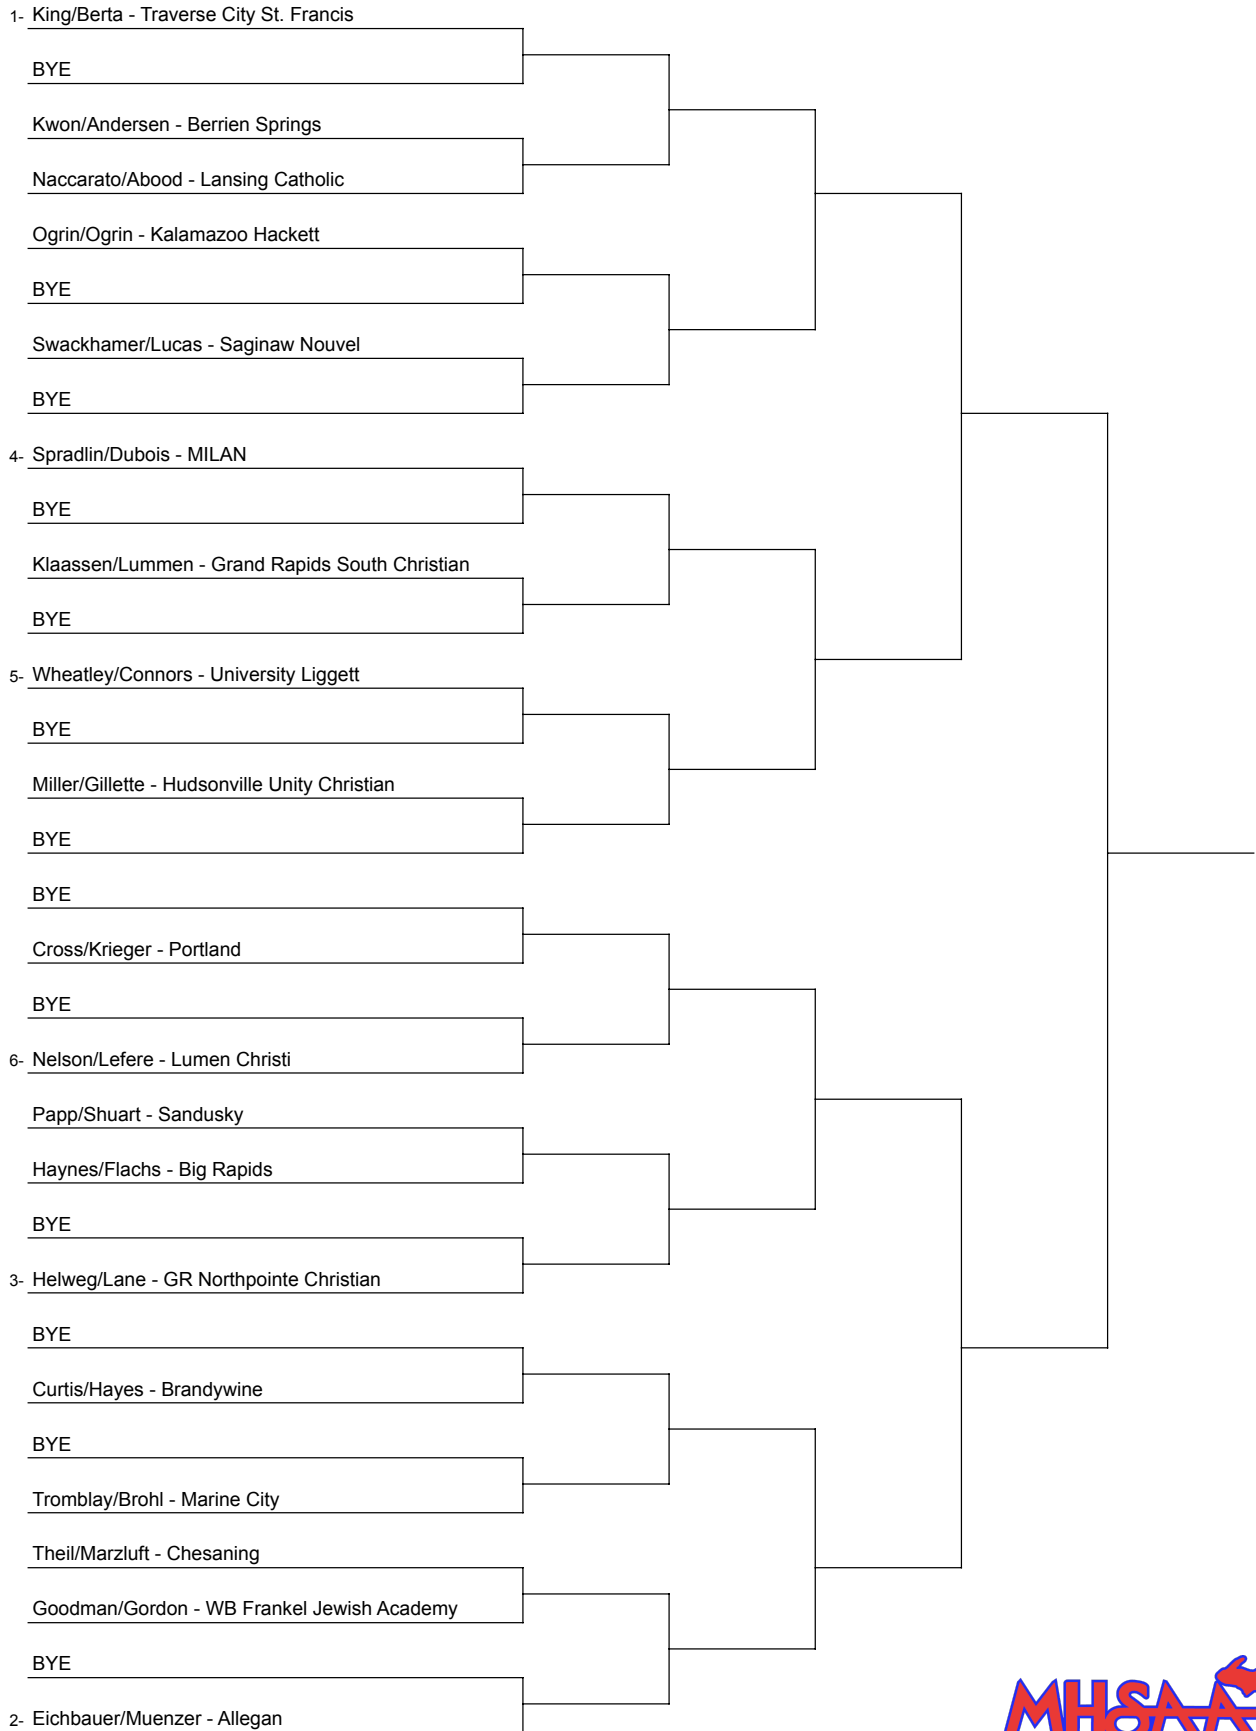 1- King/Berta - Traverse City St. Francis
BYE
Kwon/Andersen - Berrien Springs
Naccarato/Abood - Lansing Catholic
Ogrin/Ogrin - Kalamazoo Hackett
BYE
Swackhamer/Lucas - Saginaw Nouvel
BYE
4- Spradlin/Dubois - MILAN
BYE
Klaassen/Lummen - Grand Rapids South Christian
BYE
5- Wheatley/Connors - University Liggett
BYE
Miller/Gillette - Hudsonville Unity Christian
BYE
BYE
Cross/Krieger - Portland
BYE
6- Nelson/Lefere - Lumen Christi
Papp/Shuart - Sandusky
Haynes/Flachs - Big Rapids
BYE
3- Helweg/Lane - GR Northpointe Christian
BYE
Curtis/Hayes - Brandywine
BYE
Tromblay/Brohl - Marine City
Theil/Marzluft - Chesaning
Goodman/Gordon - WB Frankel Jewish Academy
BYE
2- Eichbauer/Muenzer - Allegan
MHSAA